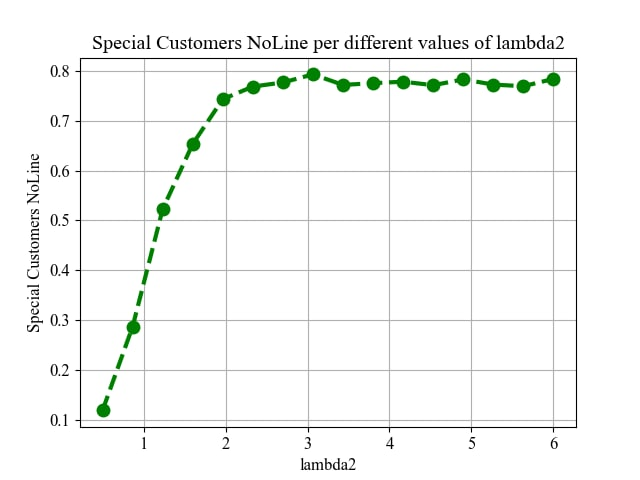 Special Customers NoLine per different values of lambda2
Special Customers NoLine
0.8
0.7
0.6
0.5
0.4
0.3
0.2
0.1
1 2 3 4 5 6
lambda2